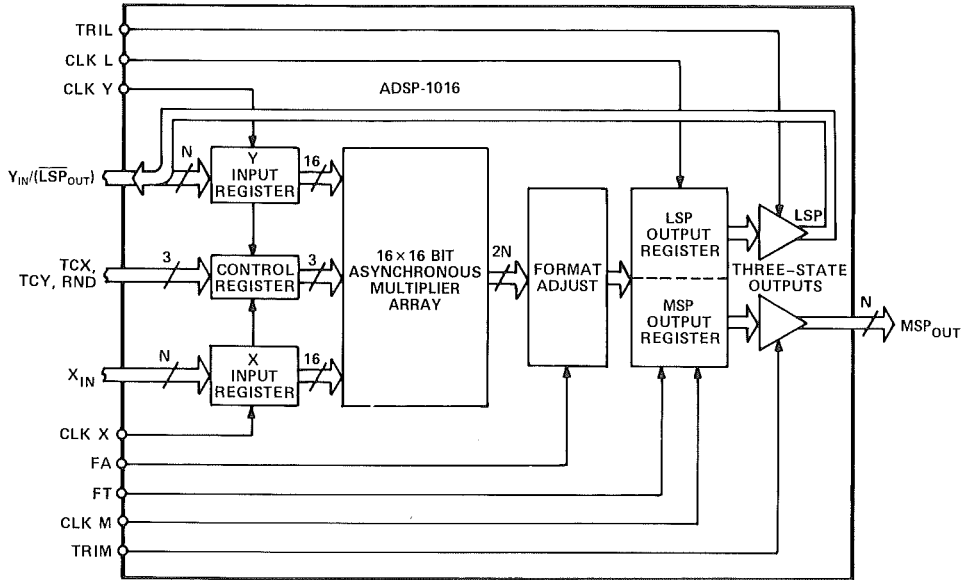 TRIL
CLK L
CLK Y
ADSP-1016
Y_IN/(LSP_OUT)
N
Y
INPUT
REGISTER
16
TCX,
TCY, RND
3
CONTROL
REGISTER
3
16 × 16 BIT
ASYNCHRONOUS
MULTIPLIER
ARRAY
2N
FORMAT
ADJUST
LSP
OUTPUT
REGISTER
LSP
THREE-STATE
OUTPUTS
MSP
OUTPUT
REGISTER
N
MSP_OUT
X_IN
N
X
INPUT
REGISTER
16
CLK X
FA
FT
CLK M
TRIM